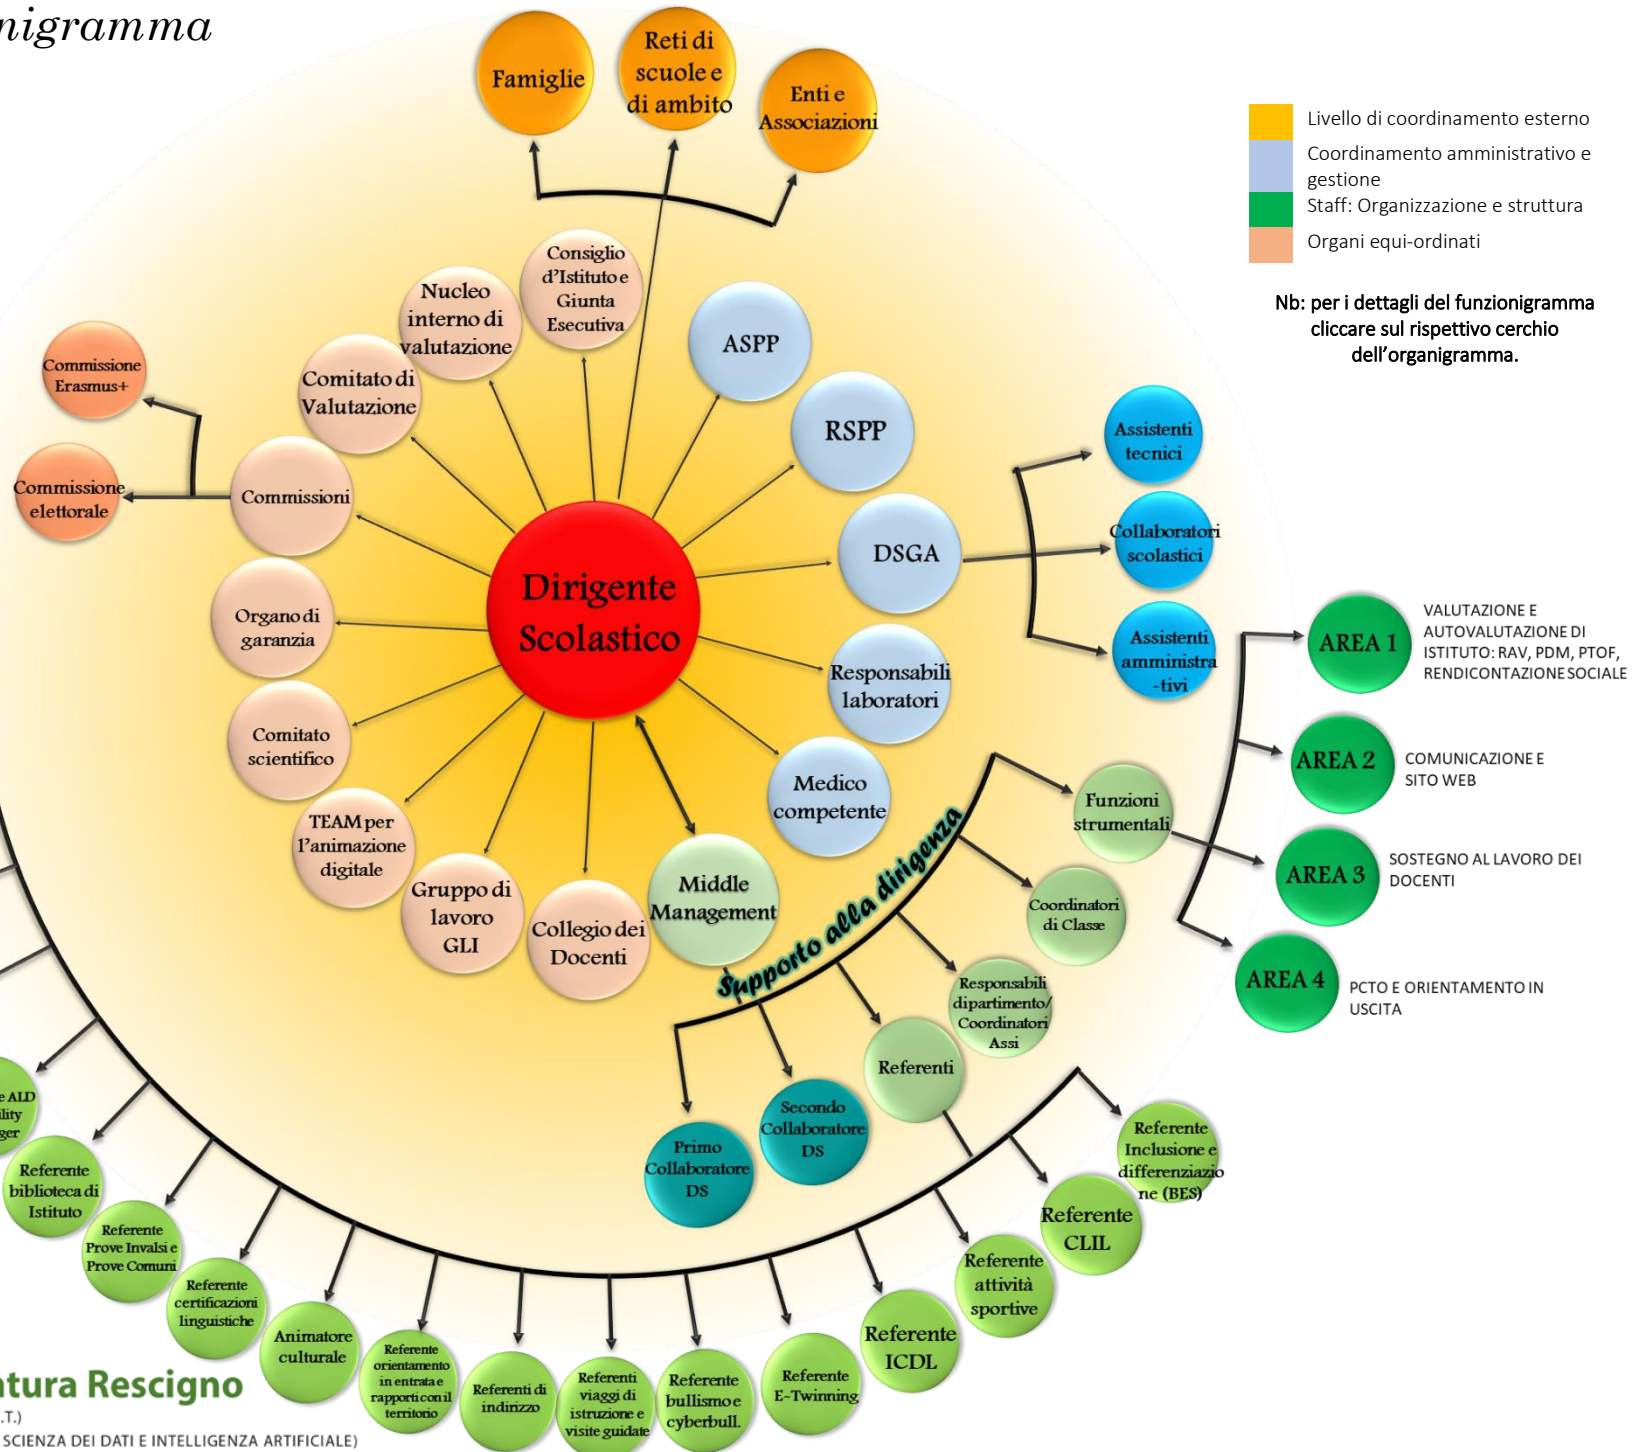 nigramma
Famiglie
Reti di
scuole e
di ambito
Enti e
Associazioni
Livello di coordinamento esterno
Coordinamento amministrativo e
gestione
Staff: Organizzazione e struttura
Organi equi-ordinati
Nb: per i dettagli del funzionigramma
cliccare sul rispettivo cerchio
dell'organigramma.
Consiglio
d'Istituto e
Giunta
Esecutiva
Nucleo
interno di
valutazione
Comitato di
Valutazione
Commissione
Erasmus+
Commissione
elettorale
Commissioni
Organo di
garanzia
Comitato
scientifico
TEAM per
l'animazione
digitale
Gruppo di
lavoro
GLI
Collegio dei
Docenti
Dirigente
Scolastico
ASPP
RSPP
DSGA
Responsabili
laboratori
Medico
competente
Middle
Management
Assistenti
tecnici
Collaboratori
scolastici
Assistenti
amministra
-tivi
AREA 1
VALUTAZIONE E
AUTOVALUTAZIONE DI
ISTITUTO: RAV, PDM, PTOF,
RENDICONTAZIONE SOCIALE
AREA 2
COMUNICAZIONE E
SITO WEB
AREA 3
SOSTEGNO AL LAVORO DEI
DOCENTI
AREA 4
PCTO E ORIENTAMENTO IN
USCITA
Supporto alla dirigenza
Funzioni
strumentali
Coordinatori
di Classe
Responsabili
dipartimento/
Coordinatori
Assi
Referenti
Secondo
Collaboratore
DS
Primo
Collaboratore
DS
e ALD
ility
ger
Referente
biblioteca di
Istituto
Referente
Prove Invalsi e
Prove Comuni
Referente
certificazioni
linguistiche
Animatore
culturale
Referente
orientamento
in entrata e
rapporti con il
territorio
Referenti di
indirizzo
Referenti
viaggi di
istruzione e
visite guidate
Referente
bullismo e
cyberbull.
Referente
E-Twinning
Referente
ICDL
Referente
attività
sportive
Referente
CLIL
Referente
Inclusione e
differenziazio
ne (BES)
tura Rescigno
.T.)
SCIENZA DEI DATI E INTELLIGENZA ARTIFICIALE)